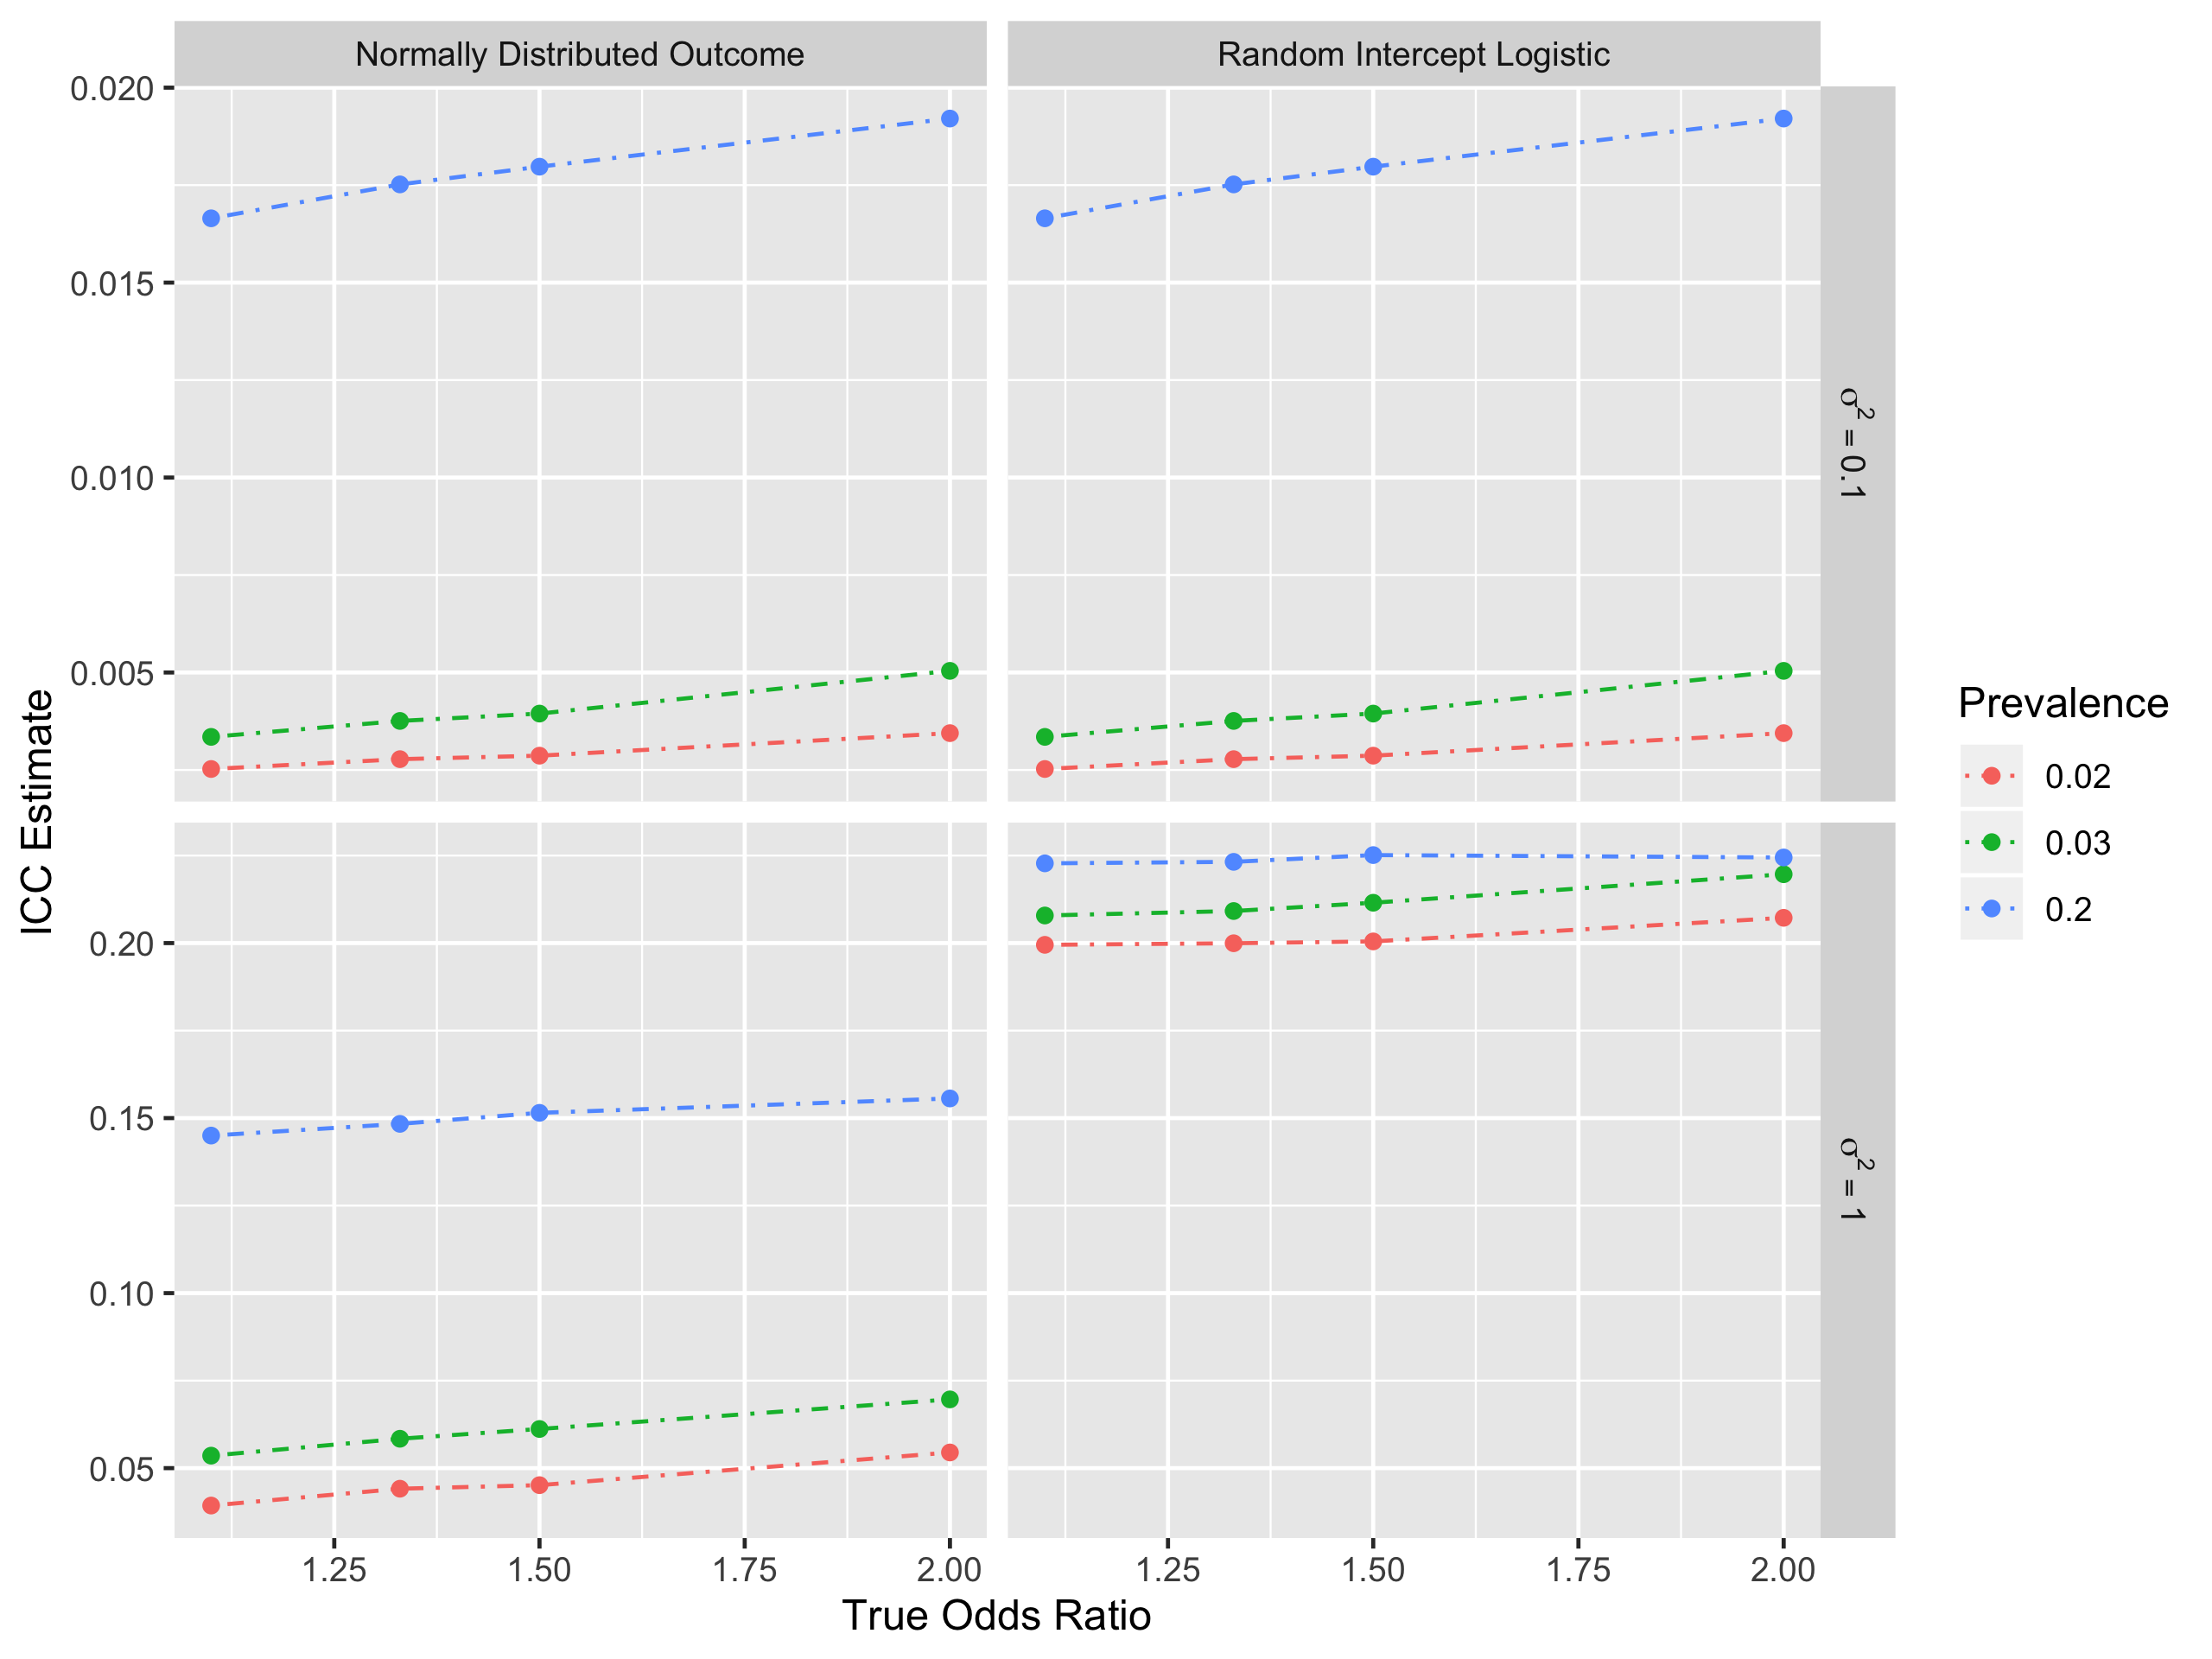 Normally Distributed Outcome
Random Intercept Logistic
0.020
0.015
0.010
0.005
σ² = 0.1
0.20
0.15
0.10
0.05
σ² = 1
ICC Estimate
1.25 1.50 1.75 2.00
1.25 1.50 1.75 2.00
True Odds Ratio
Prevalence
0.02
0.03
0.2